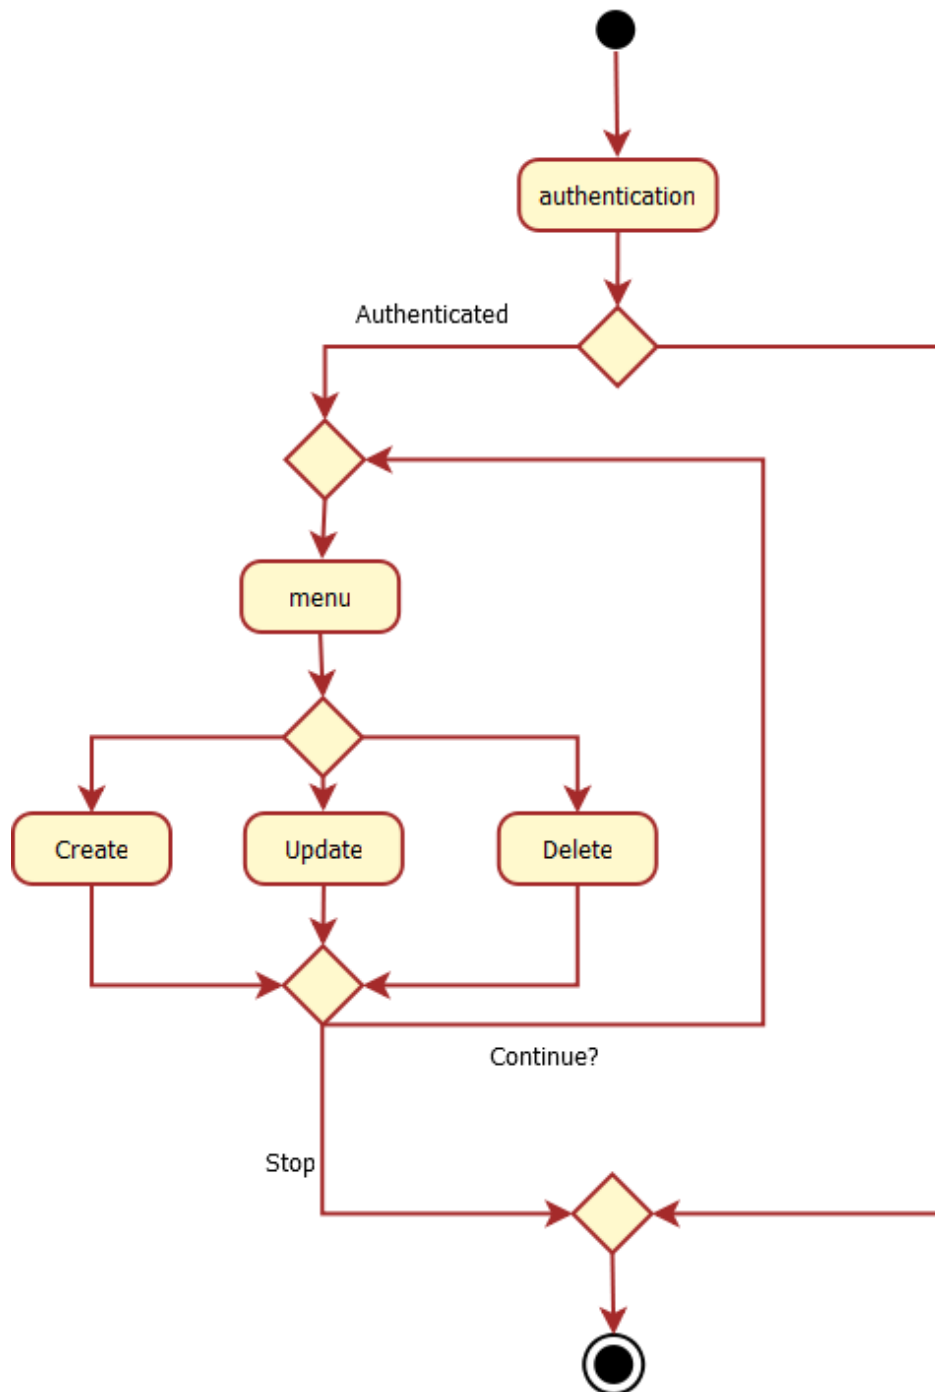 authentication
Authenticated
menu
Create
Update
Delete
Continue?
Stop